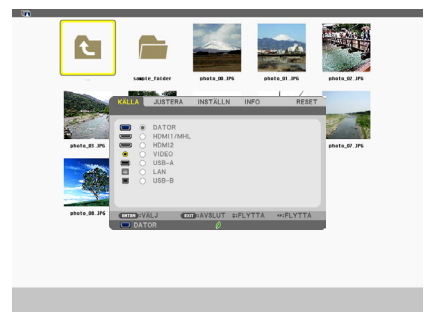 sample_folder photo_00.JPG photo_01.JPG photo_02.JPG
KÄLLA JUSTERA INSTÄLLN INFO RESET
DATOR
HDMI1/MHL
photo_03.JPG HDMI2 photo_07.JPG
VIDEO
USB-A
LAN
USB-B
photo_08.JPG ENTER :VÄLJ EXIT :AVSLUT ↕:FLYTTA ↔:FLYTTA
DATOR